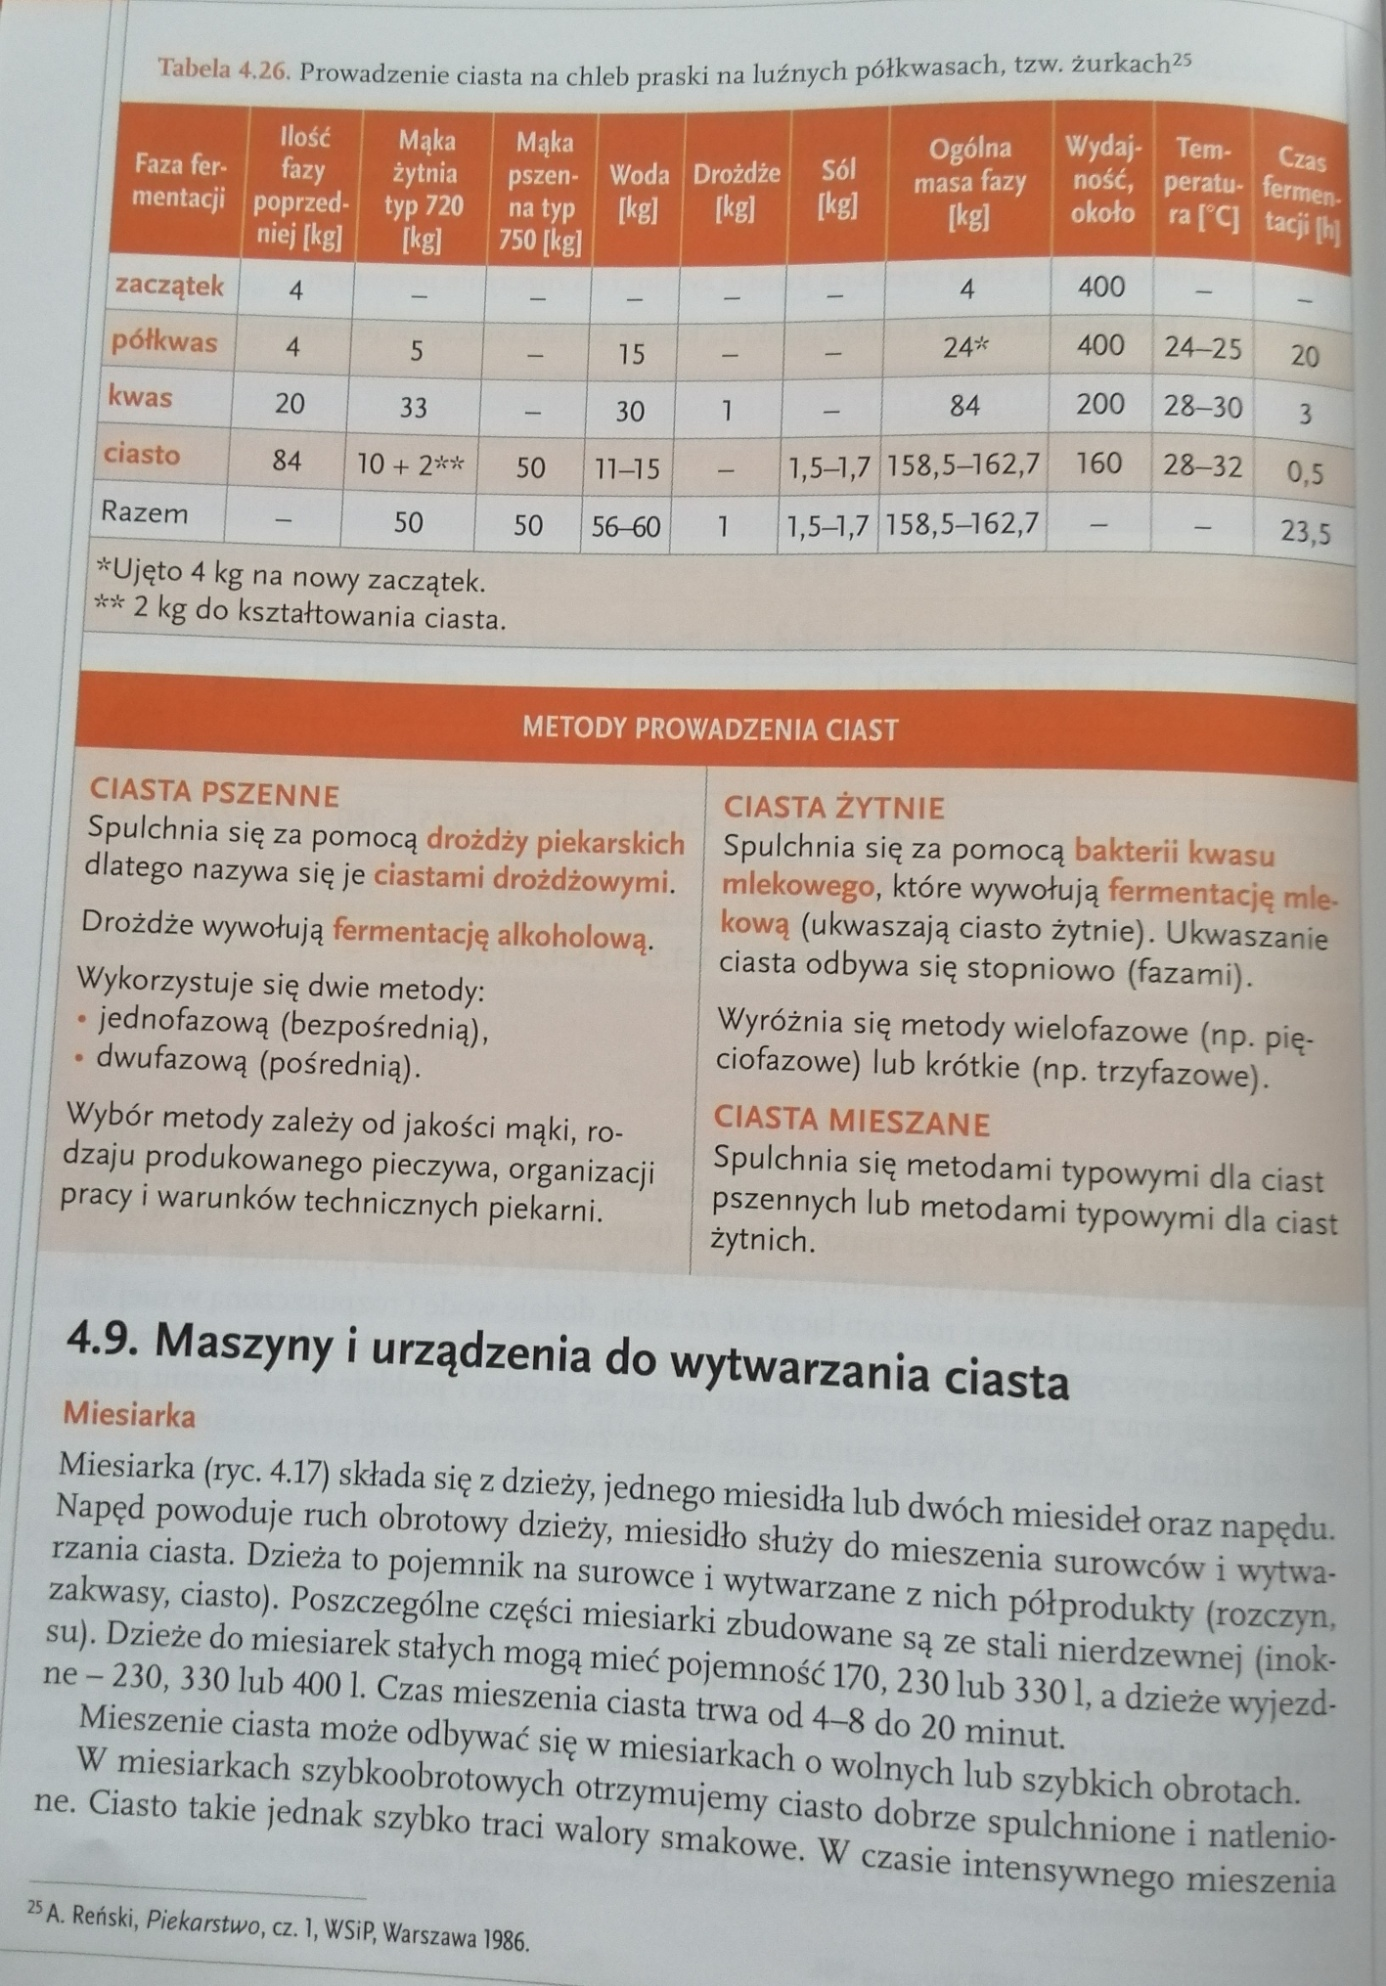 Tabela 4.26. Prowadzenie ciasta na chleb praski na luźnych półkwasach, tzw. żurkach²⁵
Faza fer-
mentacji
Ilość
fazy
poprzed-
niej [kg]
Mąka
żytnia
typ 720
[kg]
Mąka
pszen-
na typ
750 [kg]
Woda
[kg]
Drożdże
[kg]
Sól
[kg]
Ogólna
masa fazy
[kg]
Wydaj-
ność,
około
Tem-
peratu-
ra [°C]
Czas
fermen-
tacji [h]
zaczątek 4 – – – – – 4 400 – –
półkwas 4 5 – 15 – – 24* 400 24–25 20
kwas 20 33 – 30 1 – 84 200 28–30 3
ciasto 84 10 + 2** 50 11–15 – 1,5–1,7 158,5–162,7 160 28–32 0,5
Razem – 50 50 56–60 1 1,5–1,7 158,5–162,7 – – 23,5
*Ujęto 4 kg na nowy zaczątek.
** 2 kg do kształtowania ciasta.
METODY PROWADZENIA CIAST
CIASTA PSZENNE
Spulchnia się za pomocą drożdży piekarskich
dlatego nazywa się je ciastami drożdżowymi.
Drożdże wywołują fermentację alkoholową.
Wykorzystuje się dwie metody:
• jednofazową (bezpośrednią),
• dwufazową (pośrednią).
Wybór metody zależy od jakości mąki, ro-
dzaju produkowanego pieczywa, organizacji
pracy i warunków technicznych piekarni.
CIASTA ŻYTNIE
Spulchnia się za pomocą bakterii kwasu
mlekowego, które wywołują fermentację mle-
kową (ukwaszają ciasto żytnie). Ukwaszanie
ciasta odbywa się stopniowo (fazami).
Wyróżnia się metody wielofazowe (np. pię-
ciofazowe) lub krótkie (np. trzyfazowe).
CIASTA MIESZANE
Spulchnia się metodami typowymi dla ciast
pszennych lub metodami typowymi dla ciast
żytnich.
4.9. Maszyny i urządzenia do wytwarzania ciasta
Miesiarka
Miesiarka (ryc. 4.17) składa się z dzieży, jednego miesidła lub dwóch miesideł oraz napędu.
Napęd powoduje ruch obrotowy dzieży, miesidło służy do mieszenia surowców i wytwa-
rzania ciasta. Dzieża to pojemnik na surowce i wytwarzane z nich półprodukty (rozczyn,
zakwasy, ciasto). Poszczególne części miesiarki zbudowane są ze stali nierdzewnej (inok-
su). Dzieże do miesiarek stałych mogą mieć pojemność 170, 230 lub 330 l, a dzieże wyjezd-
ne – 230, 330 lub 400 l. Czas mieszenia ciasta trwa od 4–8 do 20 minut.
Mieszenie ciasta może odbywać się w miesiarkach o wolnych lub szybkich obrotach.
W miesiarkach szybkoobrotowych otrzymujemy ciasto dobrze spulchnione i natlenio-
ne. Ciasto takie jednak szybko traci walory smakowe. W czasie intensywnego mieszenia
²⁵ A. Reński, Piekarstwo, cz. 1, WSiP, Warszawa 1986.